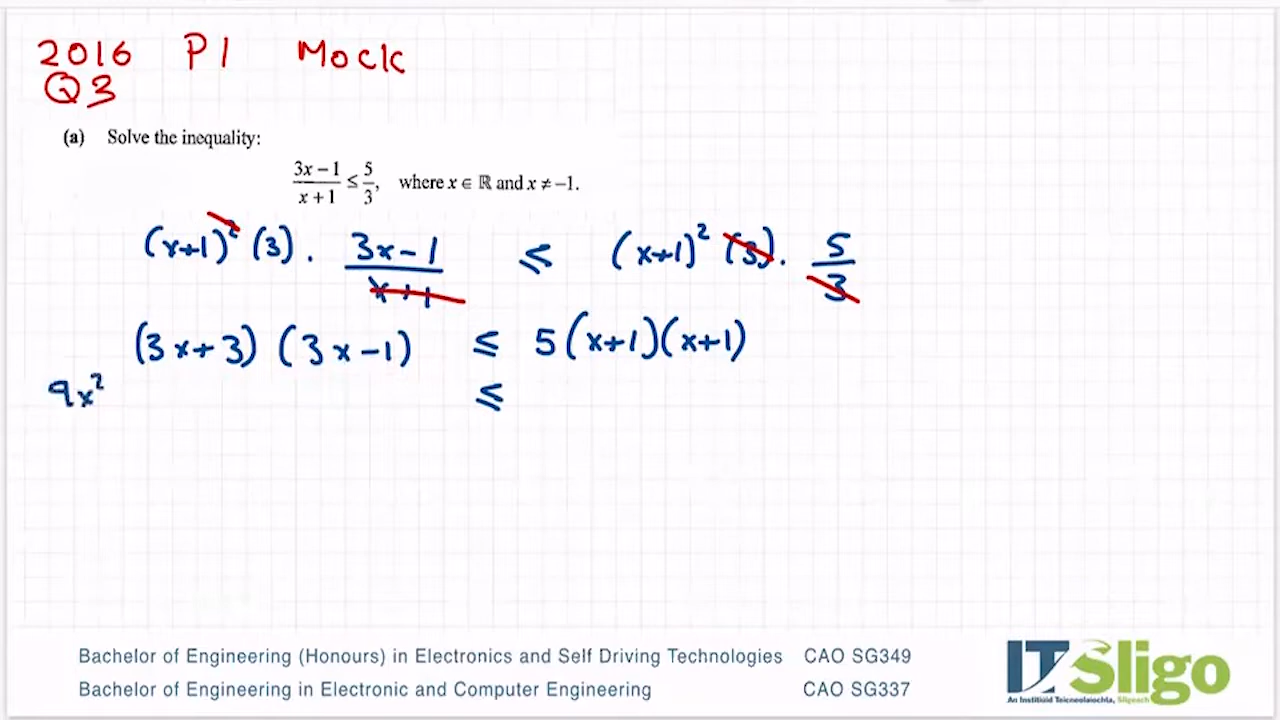 2016 P1 Mock
Q3
(a) Solve the inequality:
(3x − 1)/(x + 1) ≤ 5/3, where x ∈ ℝ and x ≠ −1.
(x+1)² (3) · (3x−1)/(x+1) ≤ (x+1)² (3) · 5/3
(3x+3) (3x−1) ≤ 5(x+1)(x+1)
9x² ≤
Bachelor of Engineering (Honours) in Electronics and Self Driving Technologies CAO SG349
Bachelor of Engineering in Electronic and Computer Engineering CAO SG337
IT Sligo
An Institiúid Teicneolaíochta, Sligeach